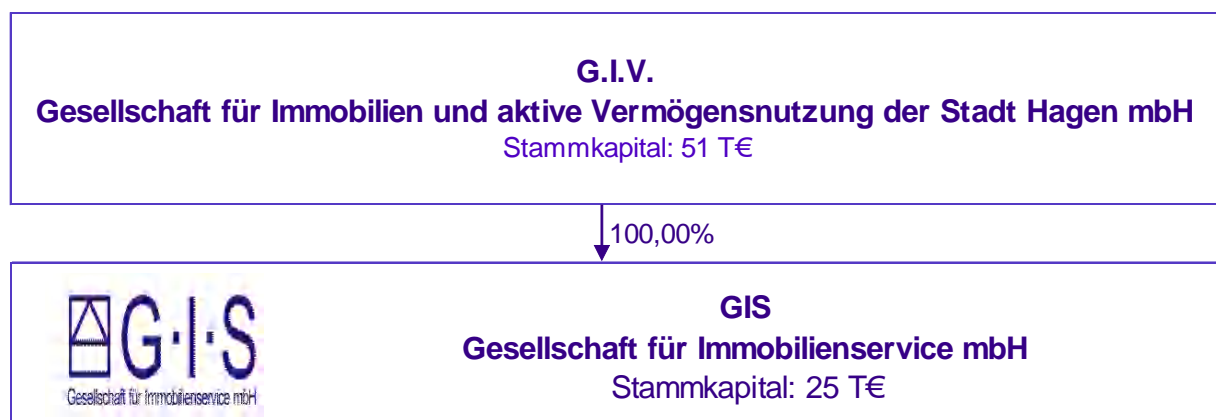 G.I.V.
Gesellschaft für Immobilien und aktive Vermögensnutzung der Stadt Hagen mbH
Stammkapital: 51 T€
100,00%
G·I·S
Gesellschaft für Immobilienservice mbH
GIS
Gesellschaft für Immobilienservice mbH
Stammkapital: 25 T€